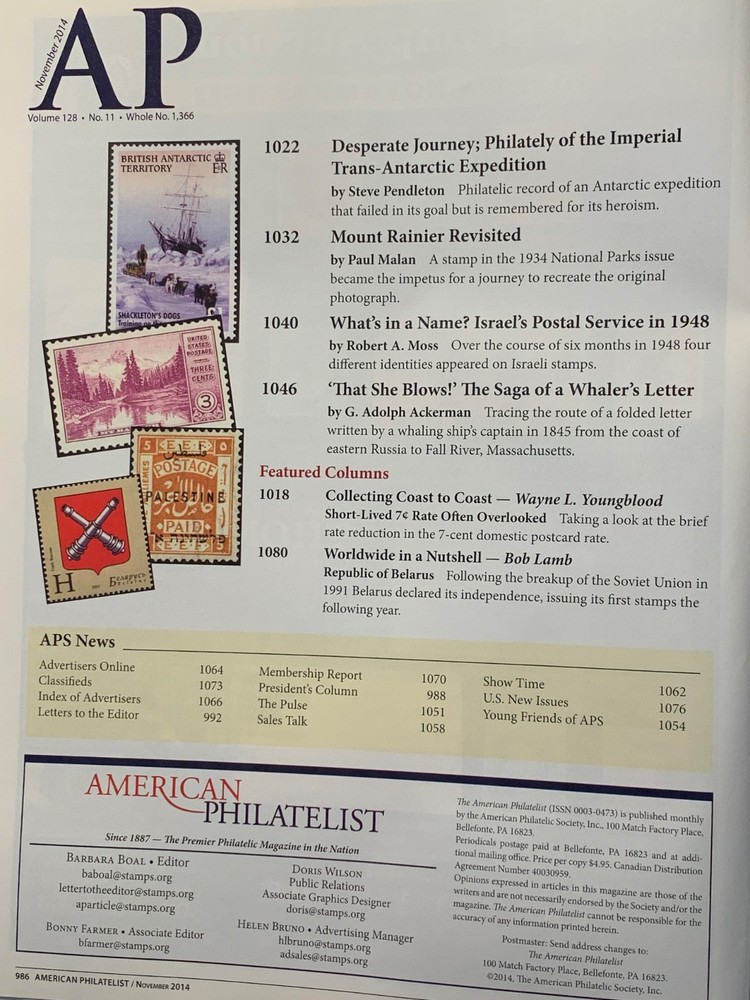 November 2014
AP
Volume 128 • No. 11 • Whole No. 1,366
BRITISH ANTARCTIC
TERRITORY
ER
SHACKLETON'S DOGS
Training on
UNITED
STATES
POSTAGE
THREE
CENTS
3
5 E.E.F. ٥
فلسطين
POSTAGE
PALESTINE
PAID
פלשתינה א״י
5 E.E.F. ٥
H
Беларусь
1022
Desperate Journey; Philately of the Imperial
Trans-Antarctic Expedition
by Steve Pendleton Philatelic record of an Antarctic expedition
that failed in its goal but is remembered for its heroism.
1032
Mount Rainier Revisited
by Paul Malan A stamp in the 1934 National Parks issue
became the impetus for a journey to recreate the original
photograph.
1040
What's in a Name? Israel's Postal Service in 1948
by Robert A. Moss Over the course of six months in 1948 four
different identities appeared on Israeli stamps.
1046
'That She Blows!' The Saga of a Whaler's Letter
by G. Adolph Ackerman Tracing the route of a folded letter
written by a whaling ship's captain in 1845 from the coast of
eastern Russia to Fall River, Massachusetts.
Featured Columns
1018
Collecting Coast to Coast — Wayne L. Youngblood
Short-Lived 7¢ Rate Often Overlooked Taking a look at the brief
rate reduction in the 7-cent domestic postcard rate.
1080
Worldwide in a Nutshell — Bob Lamb
Republic of Belarus Following the breakup of the Soviet Union in
1991 Belarus declared its independence, issuing its first stamps the
following year.
APS News
Advertisers Online 1064
Classifieds 1073
Index of Advertisers 1066
Letters to the Editor 992
Membership Report 1070
President's Column 988
The Pulse 1051
Sales Talk 1058
Show Time 1062
U.S. New Issues 1076
Young Friends of APS 1054
AMERICAN
PHILATELIST
Since 1887 — The Premier Philatelic Magazine in the Nation
BARBARA BOAL • Editor
baboal@stamps.org
lettertotheeditor@stamps.org
aparticle@stamps.org
BONNY FARMER • Associate Editor
bfarmer@stamps.org
DORIS WILSON
Public Relations
Associate Graphics Designer
doris@stamps.org
HELEN BRUNO • Advertising Manager
hlbruno@stamps.org
adsales@stamps.org
The American Philatelist (ISSN 0003-0473) is published monthly
by the American Philatelic Society, Inc., 100 Match Factory Place,
Bellefonte, PA 16823.
Periodicals postage paid at Bellefonte, PA 16823 and at addi-
tional mailing office. Price per copy $4.95. Canadian Distribution
Agreement Number 40030959.
Opinions expressed in articles in this magazine are those of the
writers and are not necessarily endorsed by the Society and/or the
magazine. The American Philatelist cannot be responsible for the
accuracy of any information printed herein.
Postmaster: Send address changes to:
The American Philatelist
100 Match Factory Place, Bellefonte, PA 16823.
©2014, The American Philatelic Society, Inc.
986 AMERICAN PHILATELIST / NOVEMBER 2014